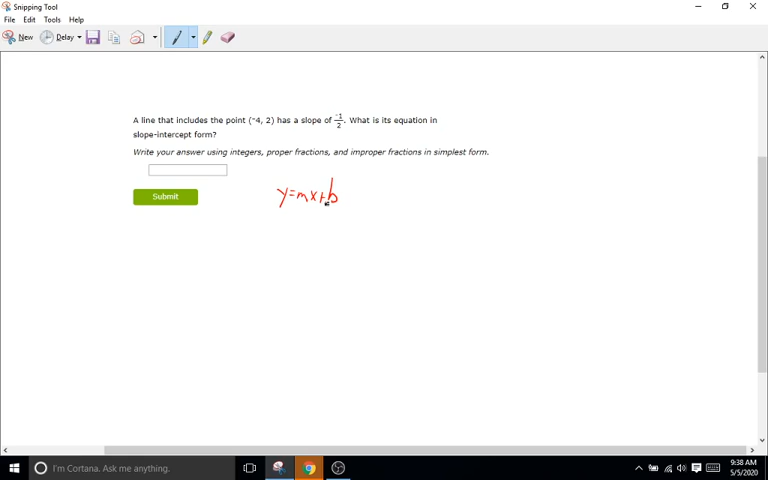 Snipping Tool
File Edit Tools Help
New Delay
A line that includes the point (⁻4, 2) has a slope of ⁻1/2. What is its equation in
slope-intercept form?
Write your answer using integers, proper fractions, and improper fractions in simplest form.
Submit
y=mx+b
I'm Cortana. Ask me anything.
9:38 AM
5/5/2020